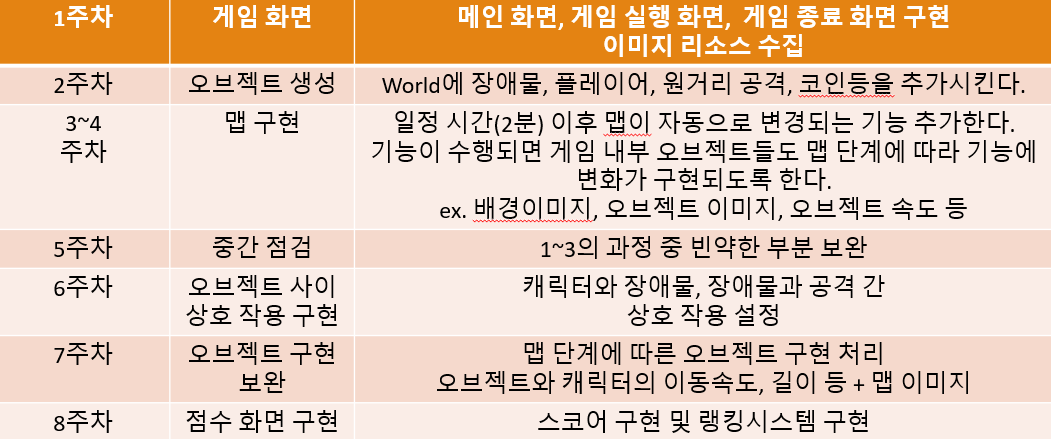 1주차 게임 화면 메인 화면, 게임 실행 화면, 게임 종료 화면 구현
이미지 리소스 수집
2주차 오브젝트 생성 World에 장애물, 플레이어, 원거리 공격, 코인등을 추가시킨다.
3~4
주차
맵 구현
일정 시간(2분) 이후 맵이 자동으로 변경되는 기능 추가한다.
기능이 수행되면 게임 내부 오브젝트들도 맵 단계에 따라 기능에
변화가 구현되도록 한다.
ex. 배경이미지, 오브젝트 이미지, 오브젝트 속도 등
5주차 중간 점검 1~3의 과정 중 빈약한 부분 보완
6주차
오브젝트 사이
상호 작용 구현
캐릭터와 장애물, 장애물과 공격 간
상호 작용 설정
7주차
오브젝트 구현
보완
맵 단계에 따른 오브젝트 구현 처리
오브젝트와 캐릭터의 이동속도, 길이 등 + 맵 이미지
8주차 점수 화면 구현 스코어 구현 및 랭킹시스템 구현